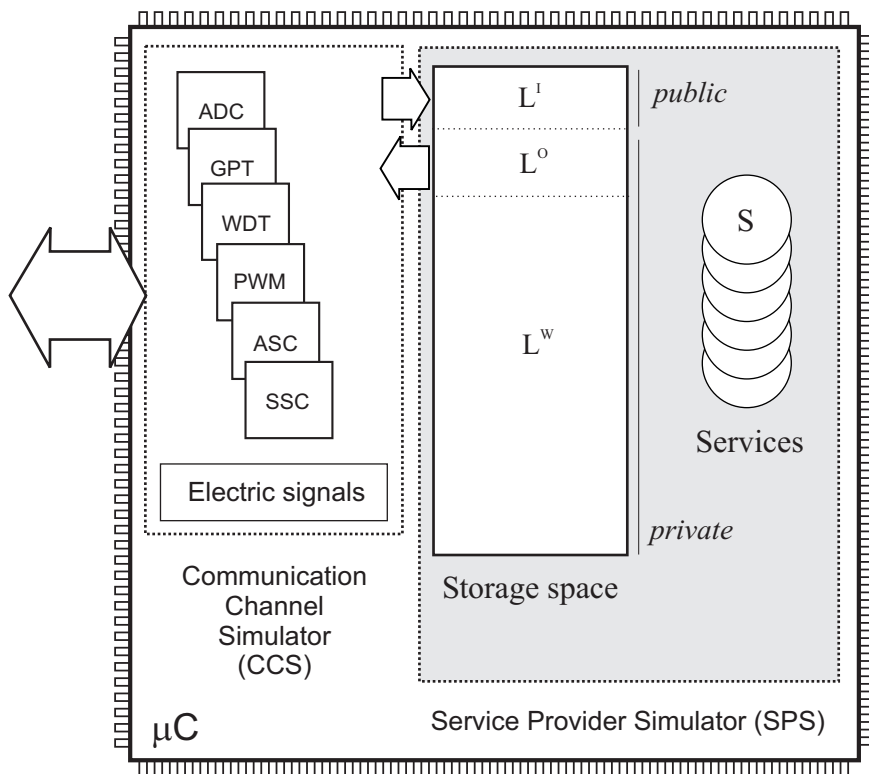 ADC
GPT
WDT
PWM
ASC
SSC
Electric signals
Communication
Channel
Simulator
(CCS)
L^I
L^O
L^W
public
private
Storage space
S
Services
μC
Service Provider Simulator (SPS)